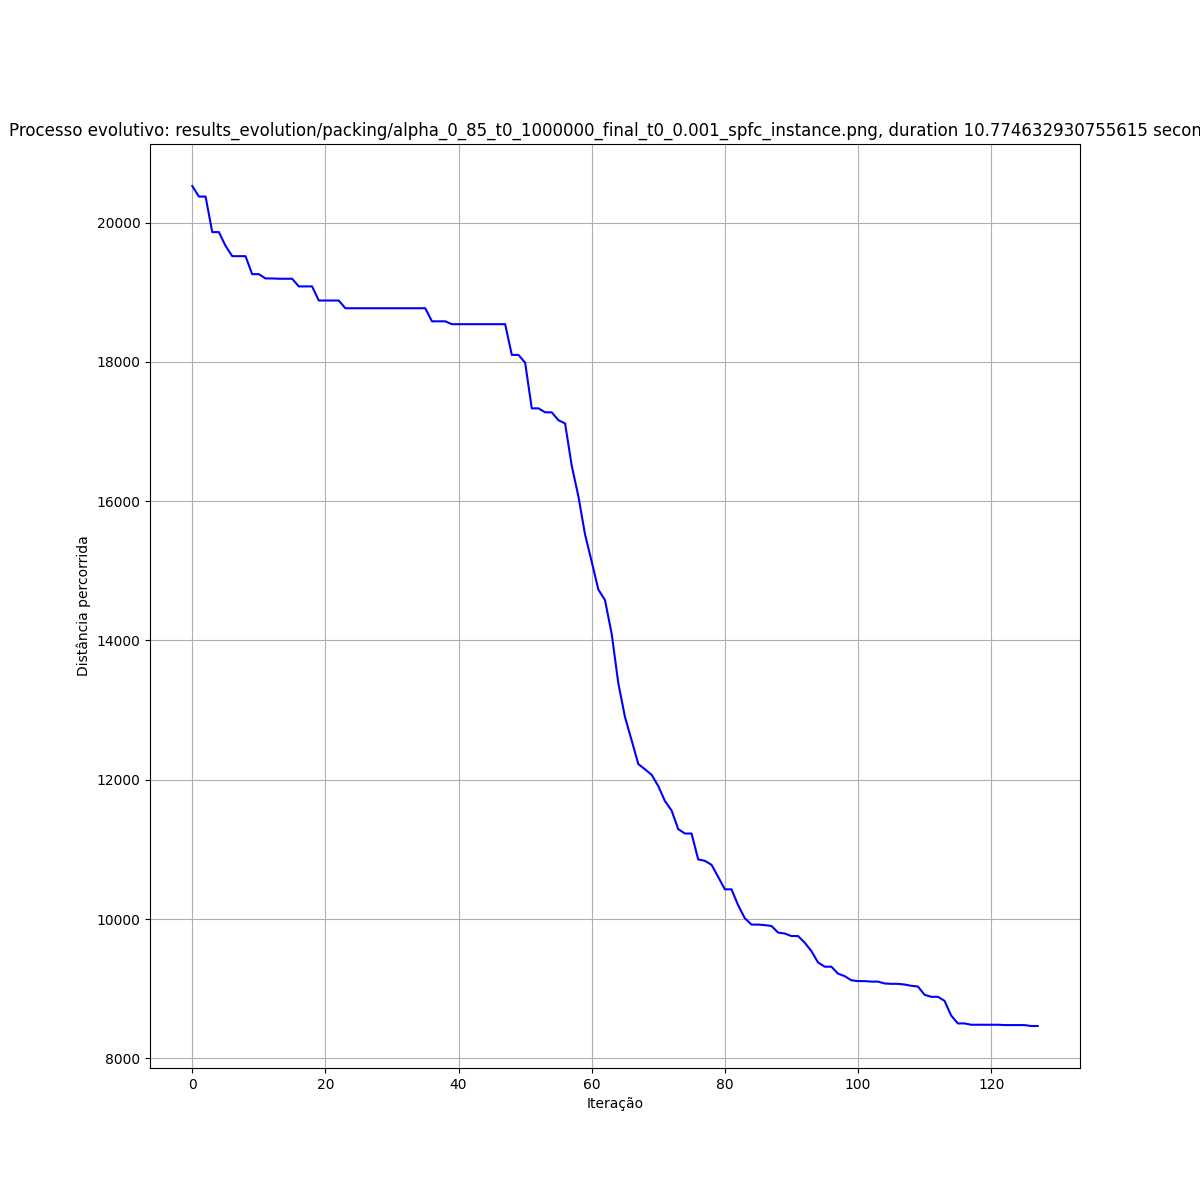 Processo evolutivo: results_evolution/packing/alpha_0_85_t0_1000000_final_t0_0.001_spfc_instance.png, duration 10.774632930755615 secon
20000
18000
16000
14000
12000
10000
8000
Distância percorrida
0 20 40 60 80 100 120
Iteração